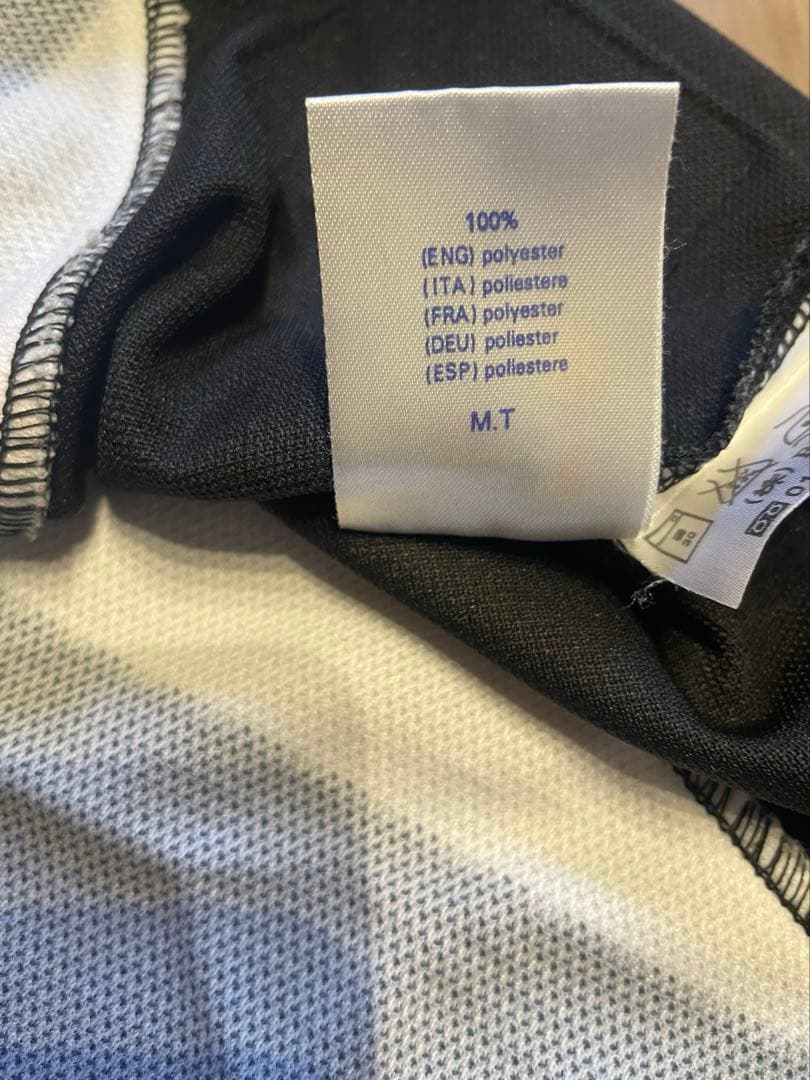 100%
(ENG) polyester
(ITA) poliestere
(FRA) polyester
(DEU) poliester
(ESP) poliestere
M.T